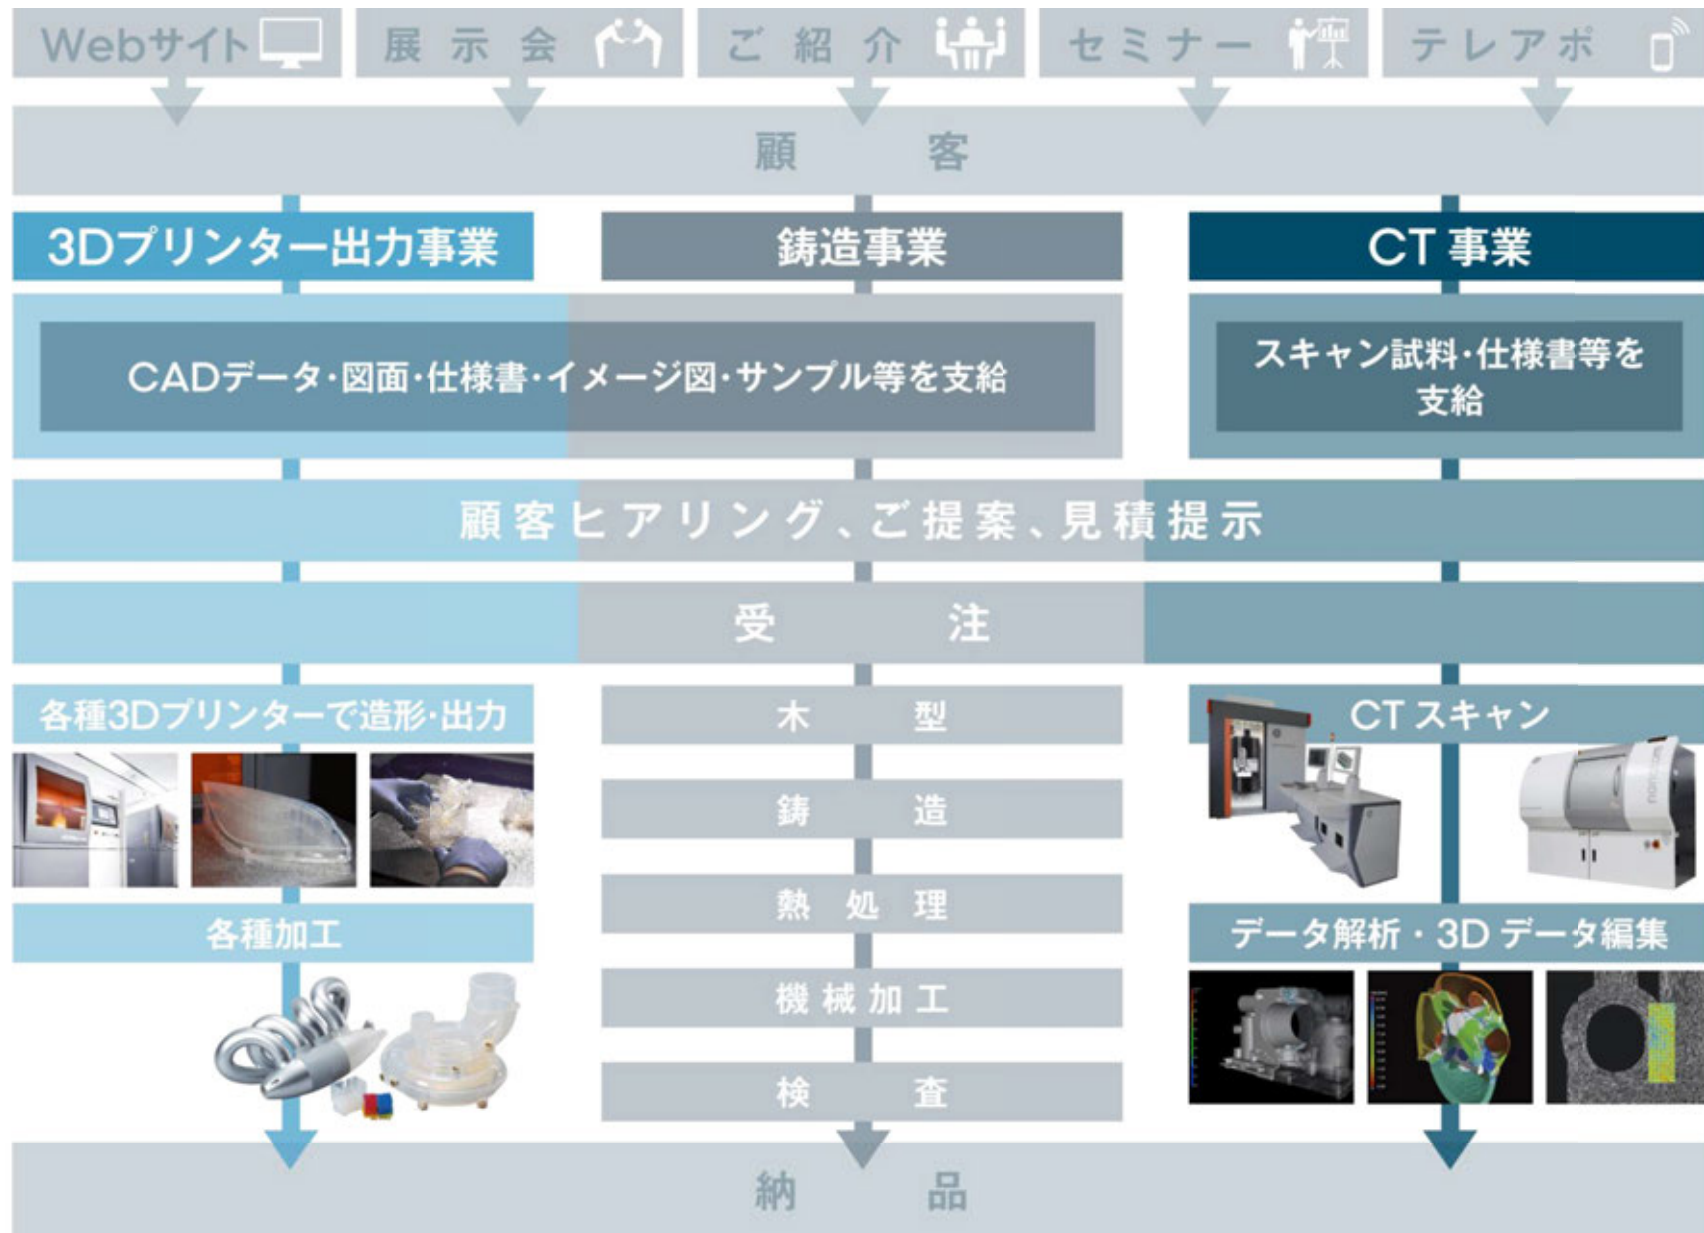 Webサイト
展示会
ご紹介
セミナー
テレアポ
顧客
3Dプリンター出力事業
鋳造事業
CT 事業
CADデータ・図面・仕様書・イメージ図・サンプル等を支給
スキャン試料・仕様書等を
支給
顧客ヒアリング、ご提案、見積提示
受注
各種3Dプリンターで造形・出力
木型
CT スキャン
鋳造
熱処理
各種加工
データ解析・3D データ編集
機械加工
検査
納品